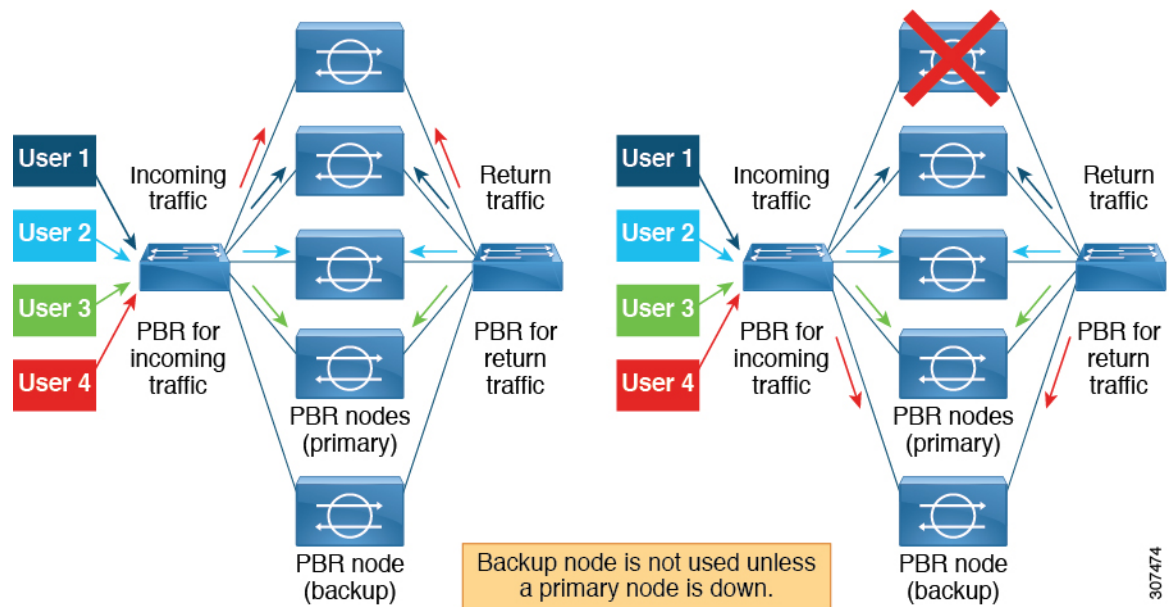 User 1
User 2
User 3
User 4
Incoming
traffic
Return
traffic
PBR for
incoming
traffic
PBR for
return
traffic
PBR nodes
(primary)
PBR node
(backup)
User 1
User 2
User 3
User 4
Incoming
traffic
Return
traffic
PBR for
incoming
traffic
PBR for
return
traffic
PBR nodes
(primary)
PBR node
(backup)
Backup node is not used unless
a primary node is down.
307474